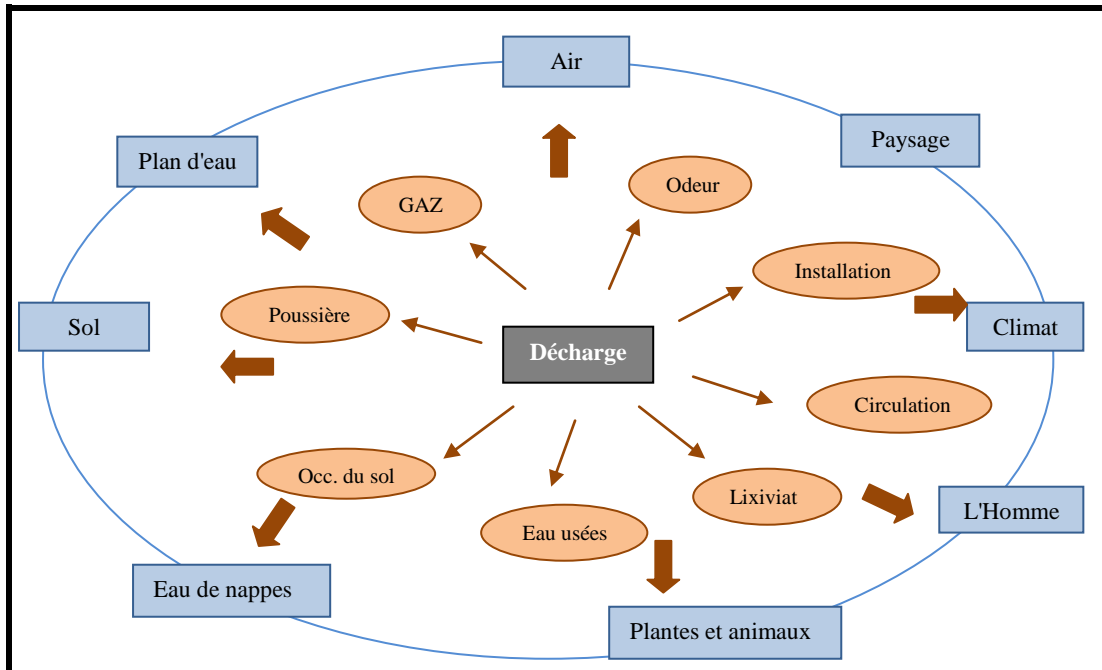 Air
Paysage
Plan d'eau
Odeur
GAZ
Installation
Poussière
Sol
Climat
Décharge
Circulation
Occ. du sol
Lixiviat
L'Homme
Eau usées
Eau de nappes
Plantes et animaux